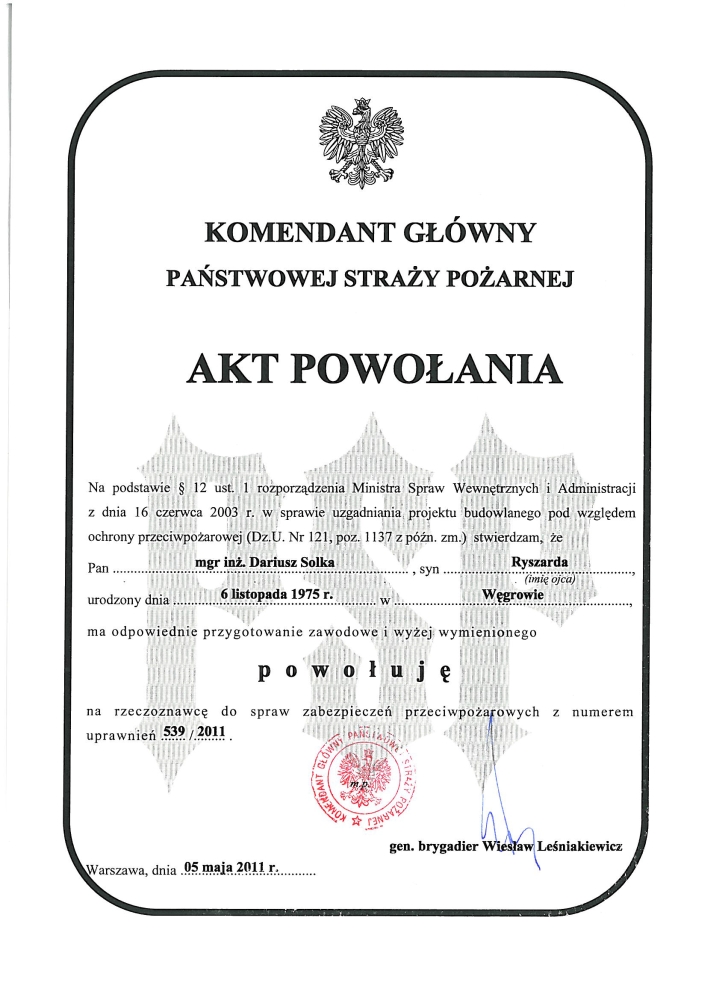 KOMENDANT GŁÓWNY
PAŃSTWOWEJ STRAŻY POŻARNEJ
AKT POWOŁANIA
PSP
Na podstawie § 12 ust. 1 rozporządzenia Ministra Spraw Wewnętrznych i Administracji
z dnia 16 czerwca 2003 r. w sprawie uzgadniania projektu budowlanego pod względem
ochrony przeciwpożarowej (Dz.U. Nr 121, poz. 1137 z późn. zm.) stwierdzam, że
Pan mgr inż. Dariusz Solka, syn Ryszarda,
(imię ojca)
urodzony dnia 6 listopada 1975 r. w Węgrowie,
ma odpowiednie przygotowanie zawodowe i wyżej wymienionego
powołuję
na rzeczoznawcę do spraw zabezpieczeń przeciwpożarowych z numerem
uprawnień 539 / 2011 .
KOMENDANT GŁÓWNY PAŃSTWOWEJ STRAŻY POŻARNEJ
m.p.
gen. brygadier Wiesław Leśniakiewicz
Warszawa, dnia 05 maja 2011 r.